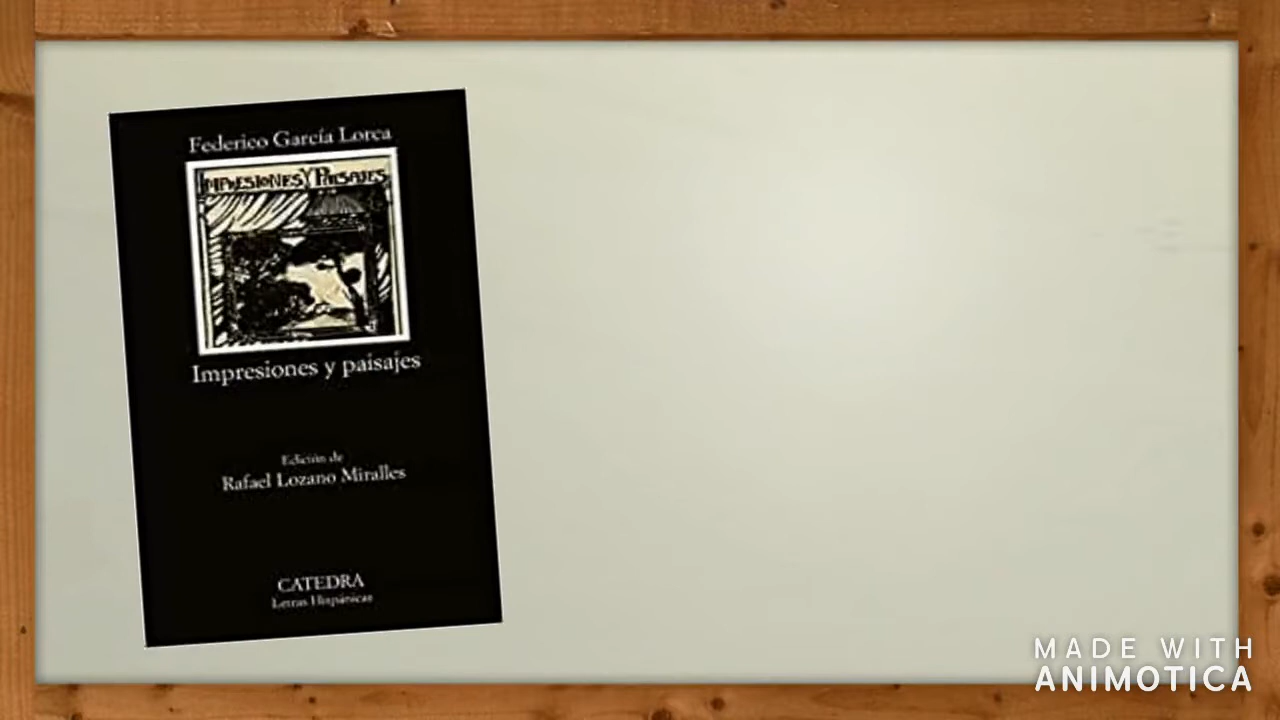 Federico García Lorca
IMPRESIONES Y PAISAJES
Impresiones y paisajes
Edición de
Rafael Lozano Miralles
CATEDRA
Letras Hispánicas
MADE WITH
ANIMOTICA